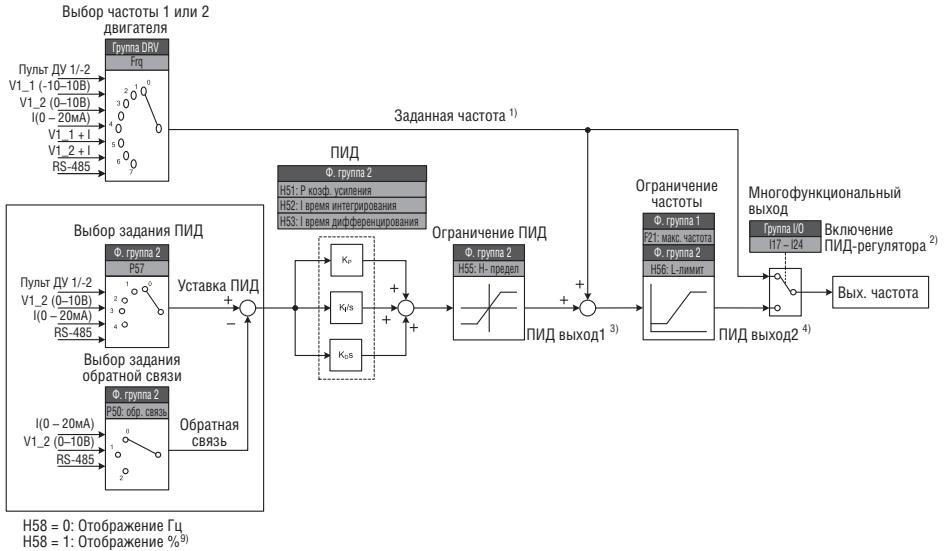 Выбор частоты 1 или 2
двигателя
Группа DRV
Frq
Пульт ДУ 1/-2
V1_1 (-10–10В)
V1_2 (0–10В)
I(0 – 20мА)
V1_1 + I
V1_2 + I
RS-485
0
1
2
3
4
5
6
7
Заданная частота 1)
ПИД
Ф. группа 2
H51: P коэф. усиления
H52: I время интегрирования
H53: I время дифференцирования
KP
KI/s
KDs
Ограничение ПИД
Ф. группа 2
H55: H- предел
ПИД выход1 3)
Ограничение
частоты
Ф. группа 1
F21: макс. частота
Ф. группа 2
H56: L-лимит
ПИД выход2 4)
Многофункциональный
выход
Группа I/O
I17 – I24
Включение
ПИД-регулятора 2)
Вых. частота
Выбор задания ПИД
Ф. группа 2
P57
Пульт ДУ 1/-2
V1_2 (0–10В)
I(0 – 20мА)
RS-485
0
1
2
3
4
Уставка ПИД
+
−
+
+
+
+
+
Выбор задания
обратной связи
Ф. группа 2
P50: обр. связь
I(0 – 20мА)
V1_2 (0–10В)
RS-485
0
1
2
Обратная
связь
H58 = 0: Отображение Гц
H58 = 1: Отображение %9)